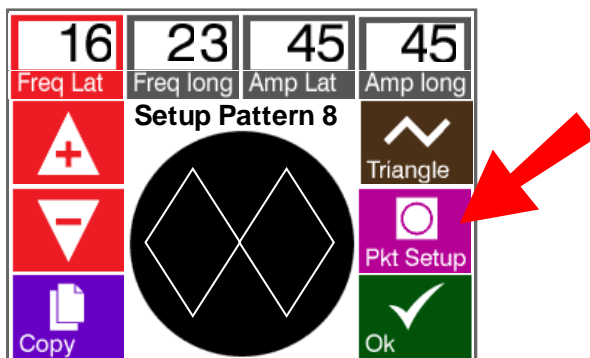 16 23 45 45
Freq Lat Freq long Amp Lat Amp long
Setup Pattern 8
+
Triangle
−
Pkt Setup
Copy
Ok